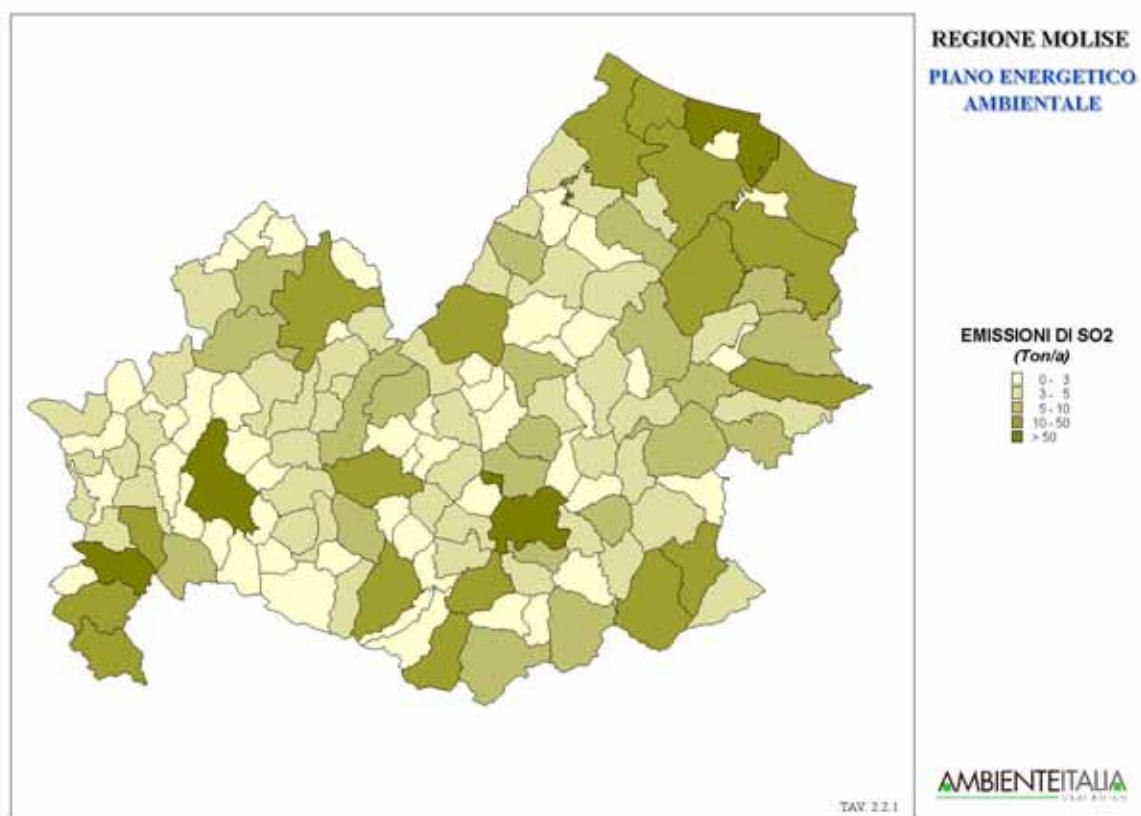 REGIONE MOLISE
PIANO ENERGETICO
AMBIENTALE
EMISSIONI DI SO2
(Ton/a)
0 - 3
3 - 5
5 - 10
10 - 50
> 50
AMBIENTEITALIA
TAV. 2.2.1